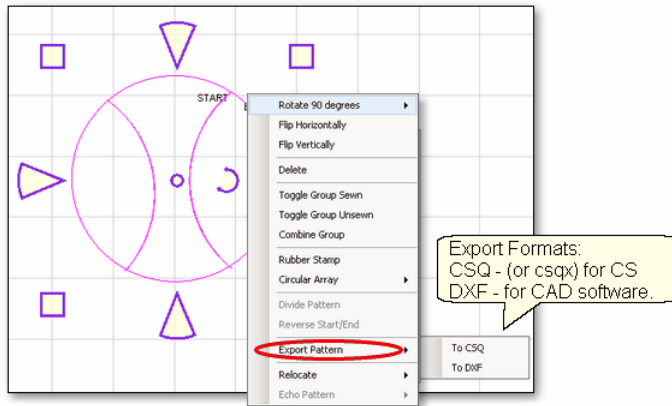 START
Rotate 90 degrees
Flip Horizontally
Flip Vertically
Delete
Toggle Group Sewn
Toggle Group Unsewn
Combine Group
Rubber Stamp
Circular Array
Divide Pattern
Reverse Start/End
Export Pattern
Relocate
Echo Pattern
To CSQ
To DXF
Export Formats:
CSQ - (or csqx) for CS
DXF - for CAD software.